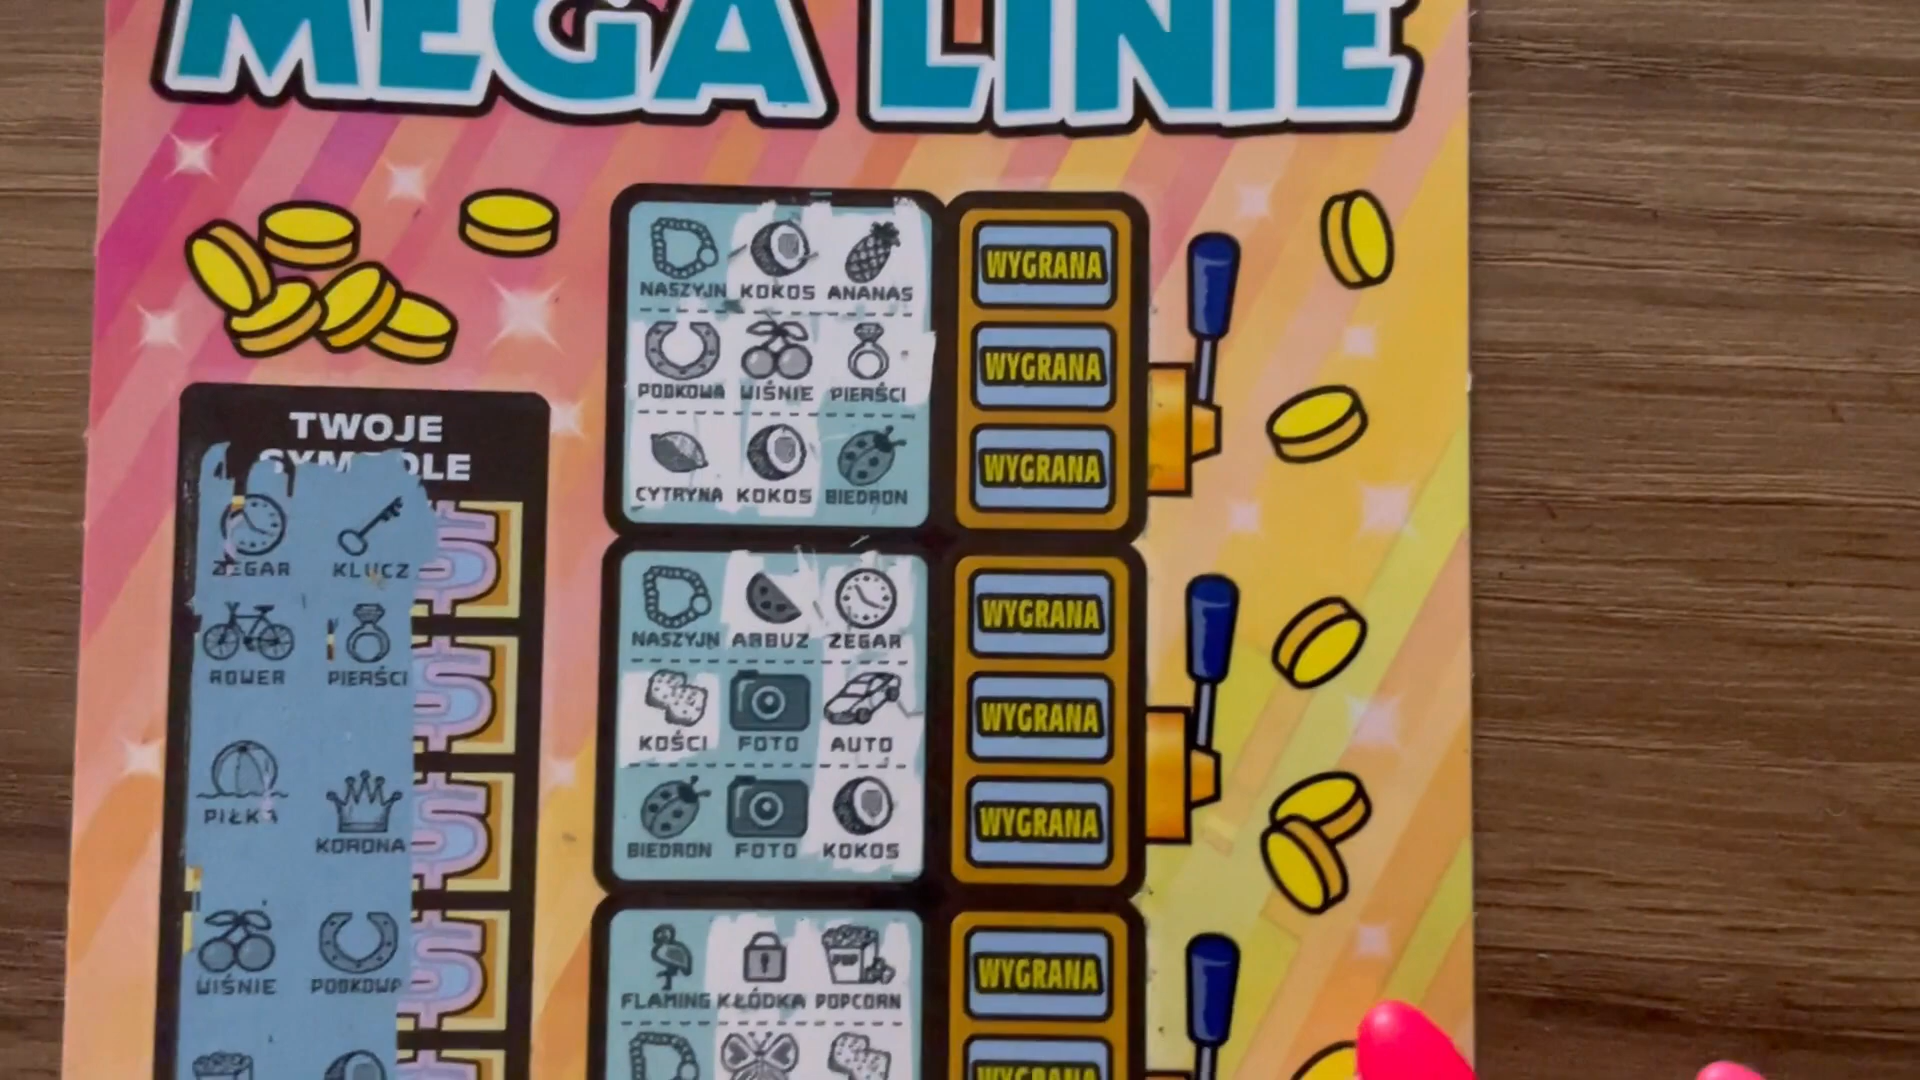 MEGA LINIE
TWOJE
SYMBOLE
ZEGAR KLUCZ
ROWER PIERŚCI
PIŁKA
KORONA
WIŚNIE PODKOWA
NASZYJN KOKOS ANANAS
PODKOWA WIŚNIE PIERŚCI
CYTRYNA KOKOS BIEDRON
WYGRANA
WYGRANA
WYGRANA
NASZYJN ARBUZ ZEGAR
KOŚCI FOTO AUTO
BIEDRON FOTO KOKOS
WYGRANA
WYGRANA
WYGRANA
FLAMING KŁÓDKA POPCORN
POP
WYGRANA
WYGRANA